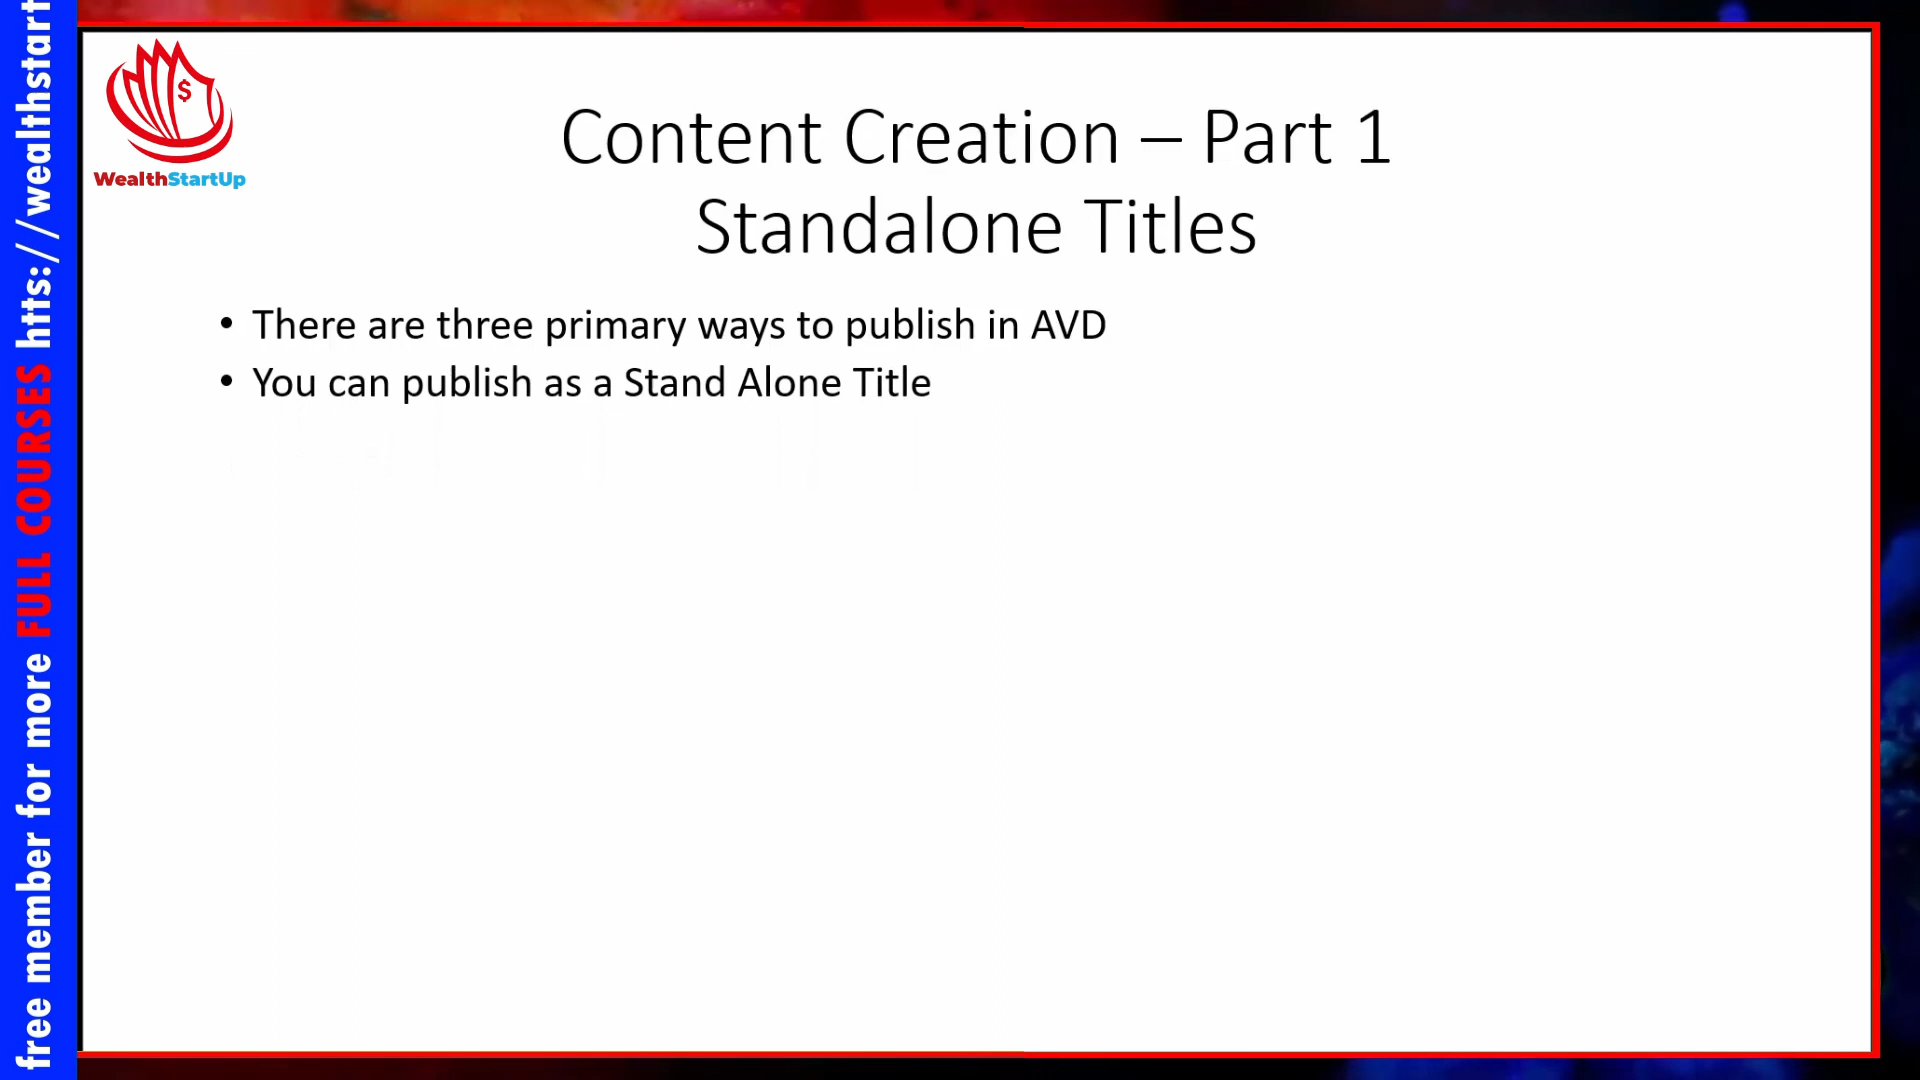 free member for more FULL COURSES htts://wealthstart
$
WealthStartUp
Content Creation – Part 1
Standalone Titles
• There are three primary ways to publish in AVD
• You can publish as a Stand Alone Title